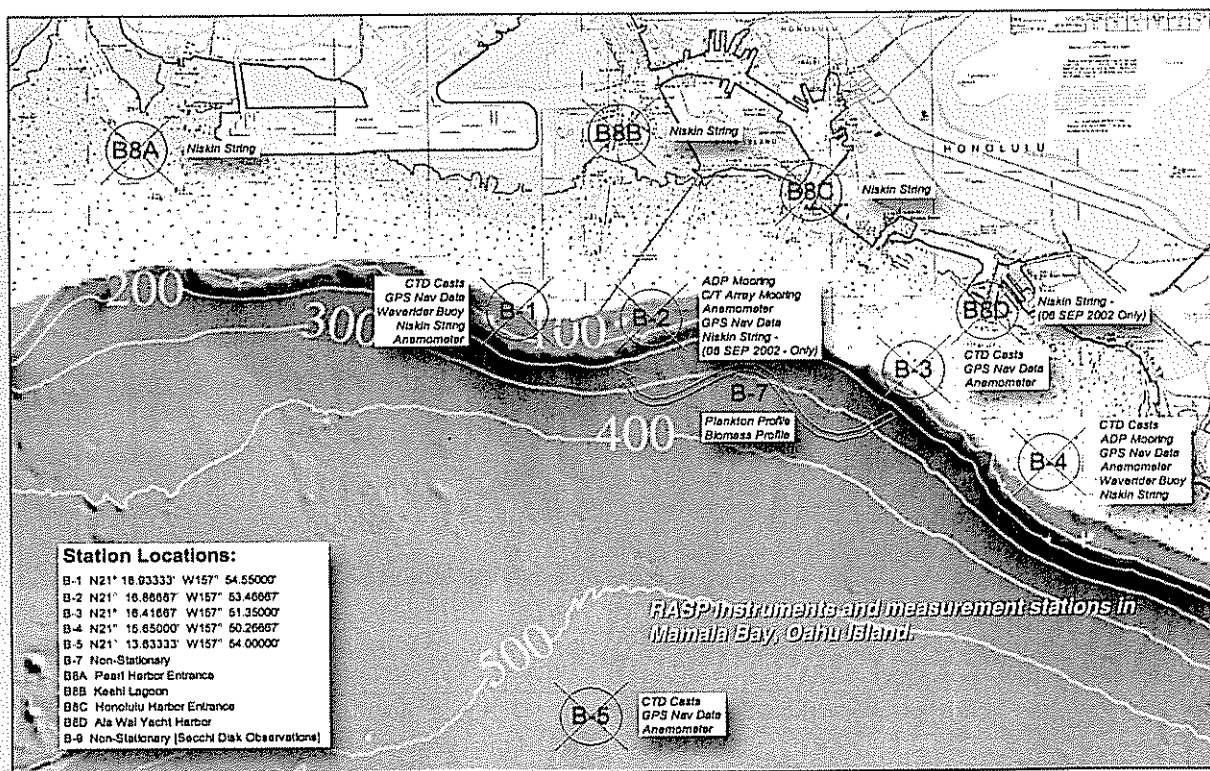 HONOLULU
B8A
Niskin String
B8B
Niskin String
HONOLULU
B8C
Niskin String
200
300
100
400
500
CTD Casts
GPS Nav Data
Waverider Buoy
Niskin String
Anemometer
B-1
B-2
ADP Mooring
C/T Array Mooring
Anemometer
GPS Nav Data
Niskin String -
(06 SEP 2002 - Only)
B8D
Niskin String -
(06 SEP 2002 Only)
B-3
CTD Casts
GPS Nav Data
Anemometer
B-7
Plankton Profile
Biomass Profile
B-4
CTD Casts
ADP Mooring
GPS Nav Data
Anemometer
Waverider Buoy
Niskin String
Station Locations:
B-1 N21° 16.93333' W157° 54.55000'
B-2 N21° 16.86667' W157° 53.46667'
B-3 N21° 16.41667' W157° 51.35000'
B-4 N21° 15.65000' W157° 50.26667'
B-5 N21° 13.63333' W157° 54.00000'
B-7 Non-Stationary
B8A Pearl Harbor Entrance
B8B Keehi Lagoon
B8C Honolulu Harbor Entrance
B8D Ala Wai Yacht Harbor
B-9 Non-Stationary [Secchi Disk Observations]
RASP instruments and measurement stations in
Mamala Bay, Oahu Island.
B-5
CTD Casts
GPS Nav Data
Anemometer